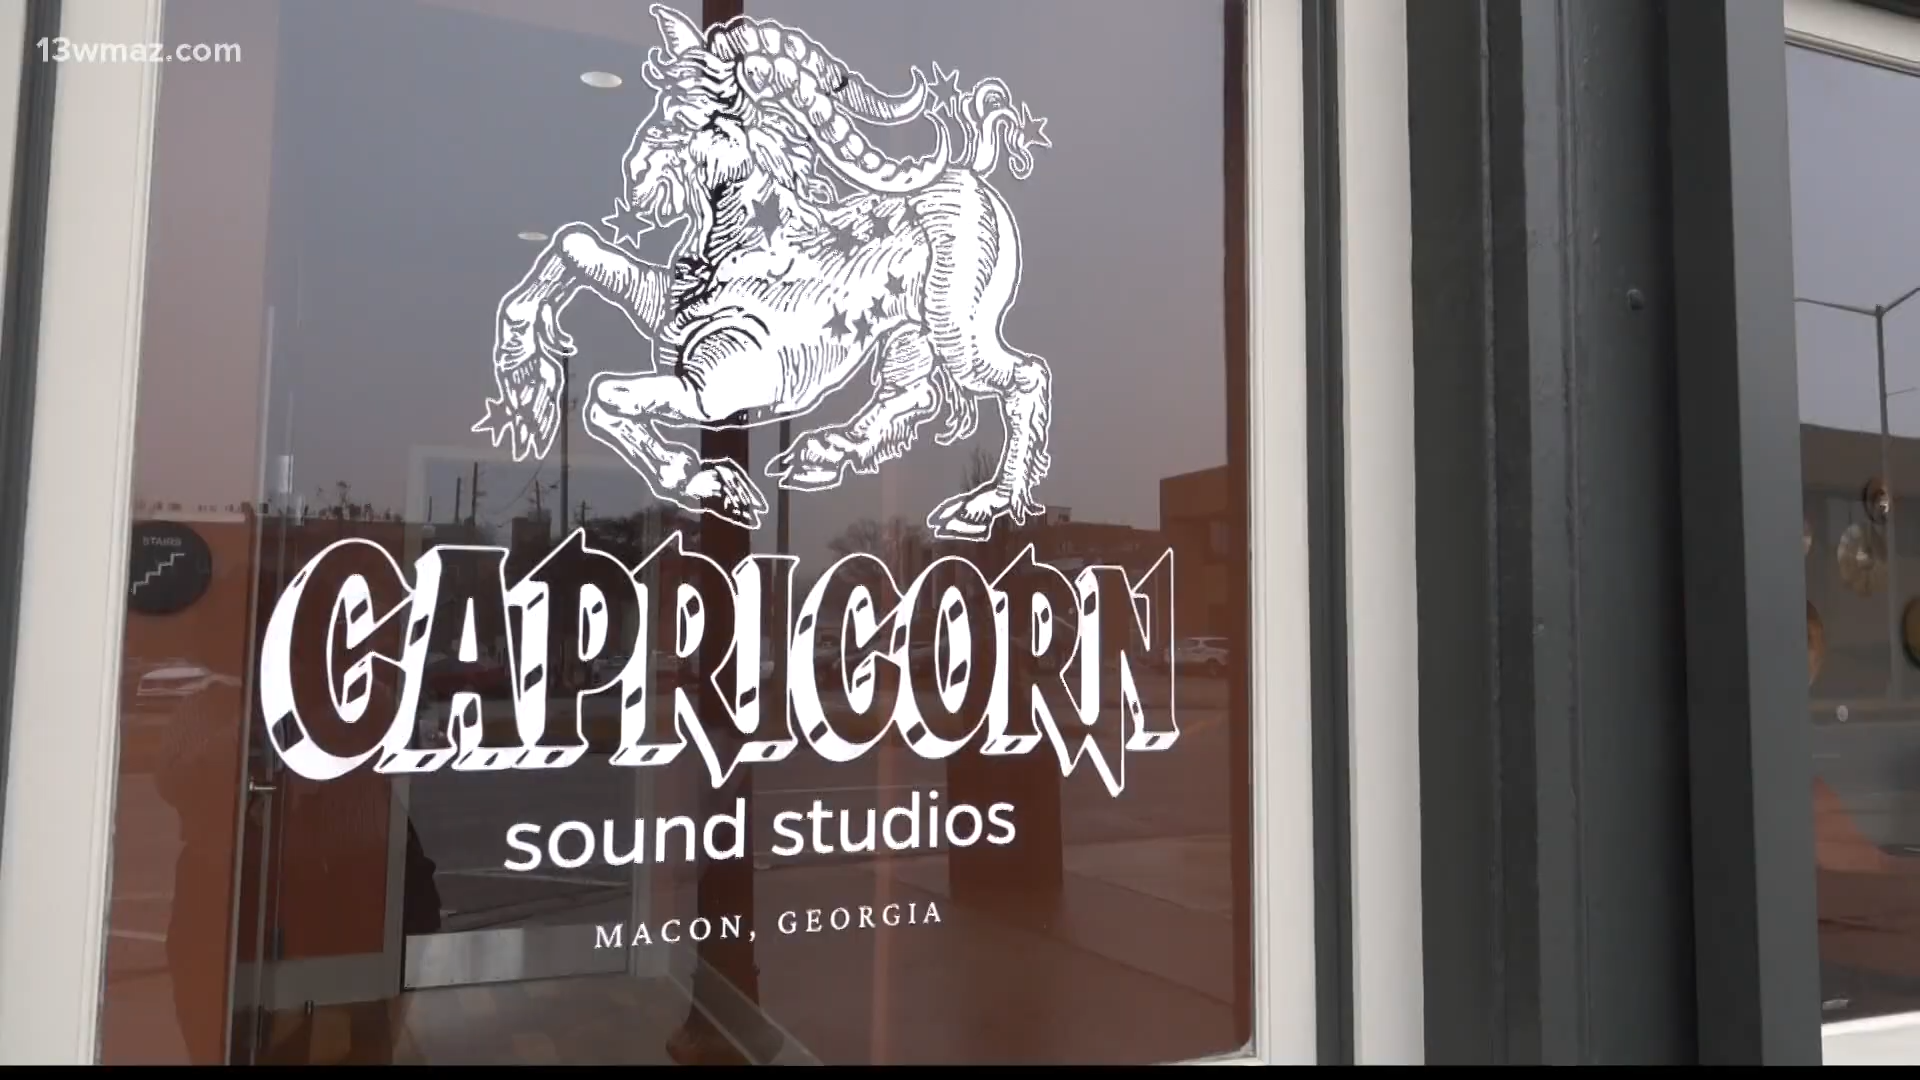 13wmaz.com
STAIRS
CAPRICORN
sound studios
MACON, GEORGIA